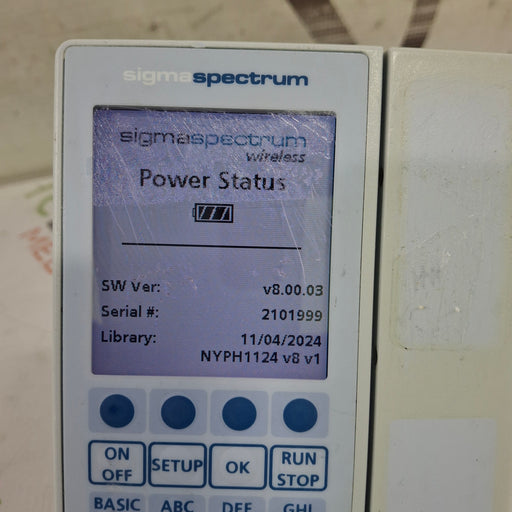 sigmaspectrum
sigmaspectrum
wireless
Power Status
SW Ver: v8.00.03
Serial #: 2101999
Library: 11/04/2024
NYPH1124 v8 v1
ON OFF SETUP OK RUN STOP
BASIC ABC DEF GHI